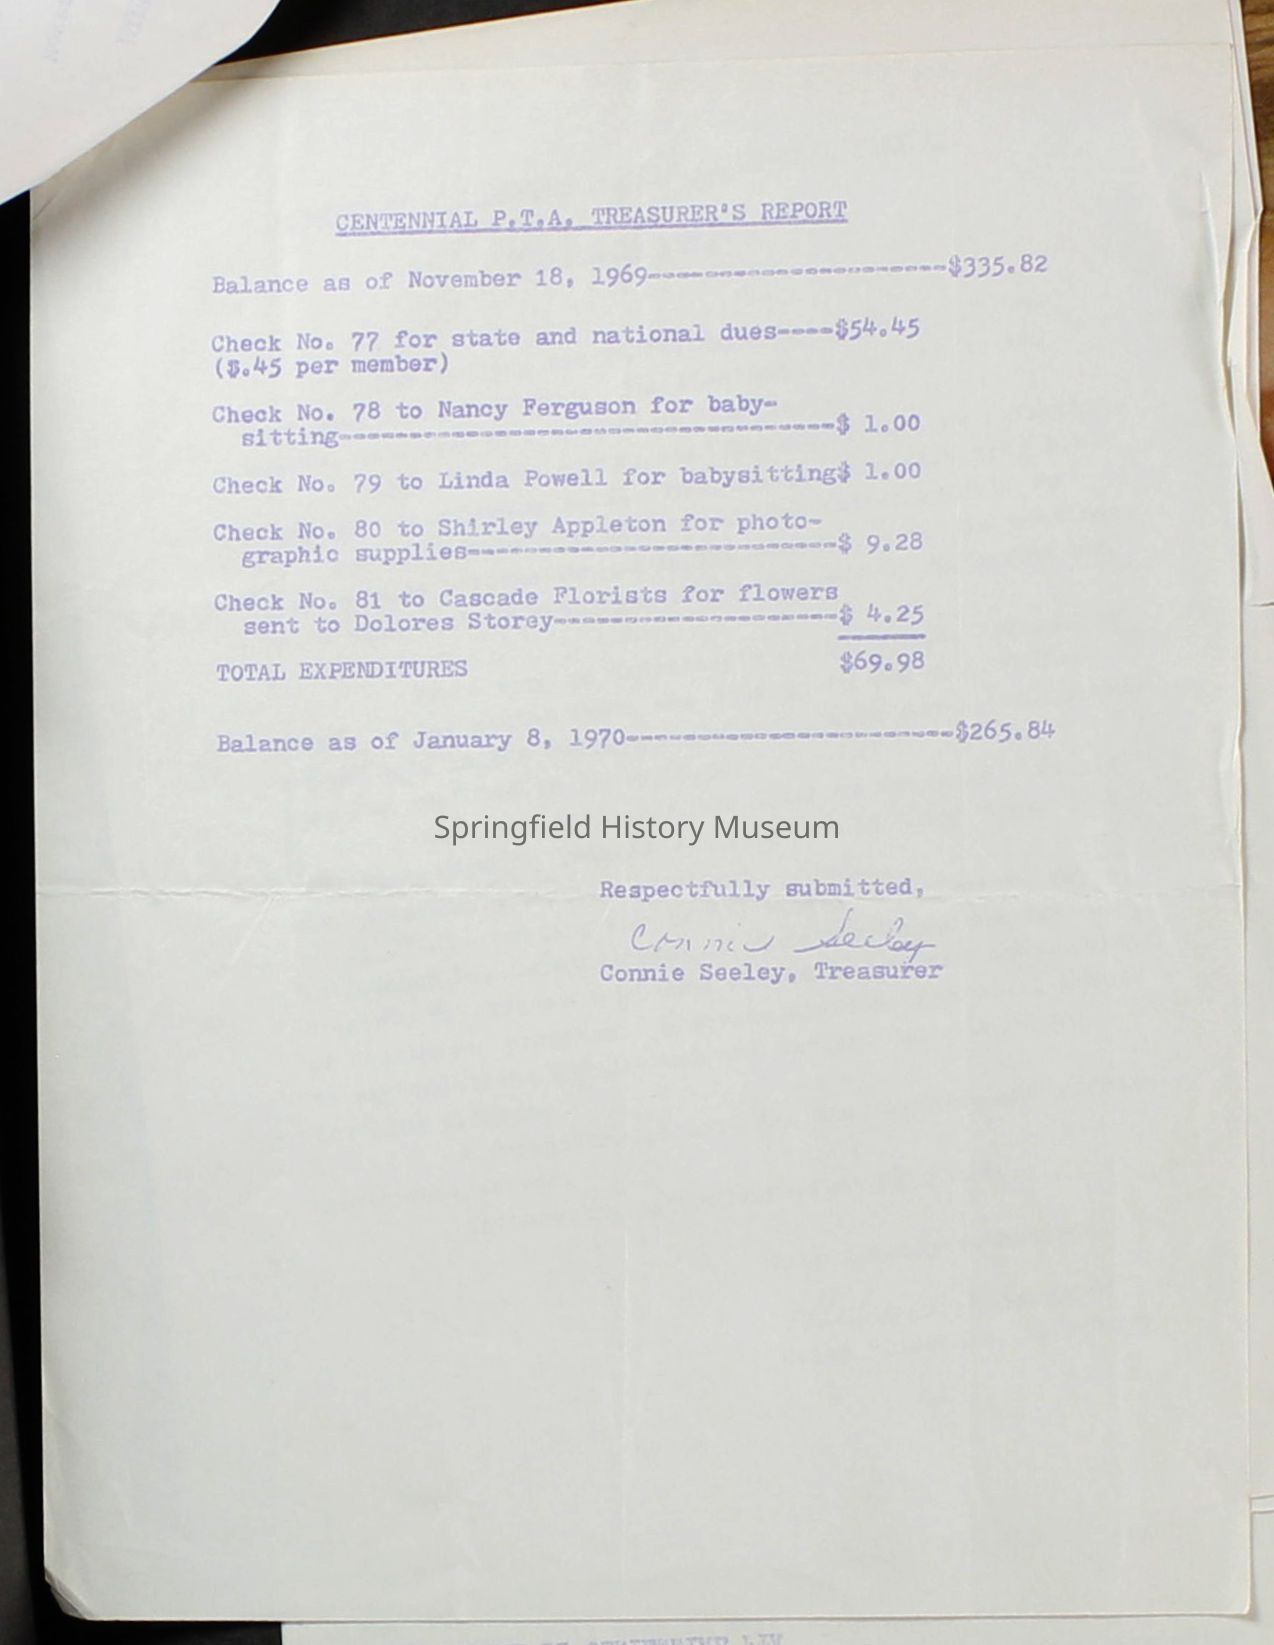 CENTENNIAL P.T.A. TREASURER'S REPORT
Balance as of November 18, 1969---------------------$335.82
Check No. 77 for state and national dues----$54.45
($.45 per member)
Check No. 78 to Nancy Ferguson for baby-
sitting-----------------------------------$ 1.00
Check No. 79 to Linda Powell for babysitting$ 1.00
Check No. 80 to Shirley Appleton for photo-
graphic supplies--------------------------$ 9.28
Check No. 81 to Cascade Florists for flowers
sent to Dolores Storey--------------------$ 4.25
TOTAL EXPENDITURES $69.98
Balance as of January 8, 1970-----------------------$265.84
Springfield History Museum
Respectfully submitted,
Connie Seeley
Connie Seeley, Treasurer